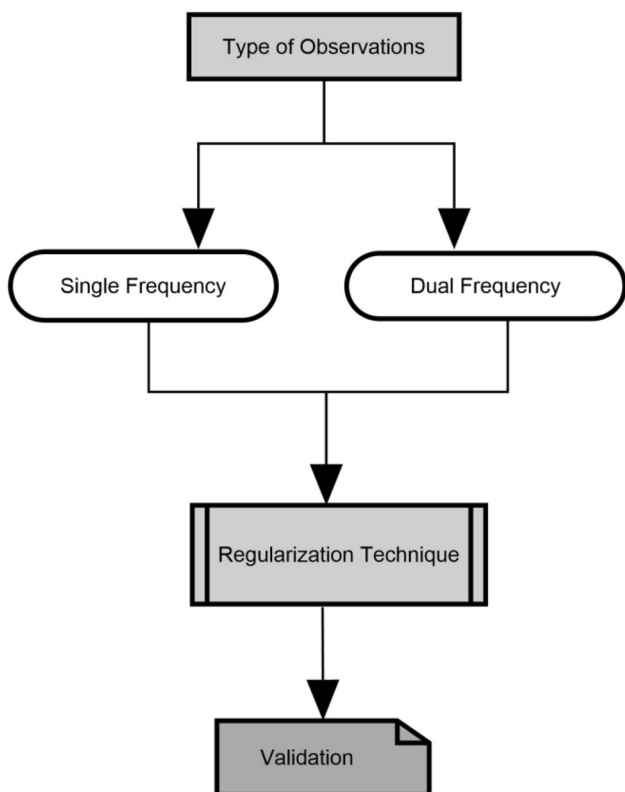 Type of Observations
Single Frequency
Dual Frequency
Regularization Technique
Validation